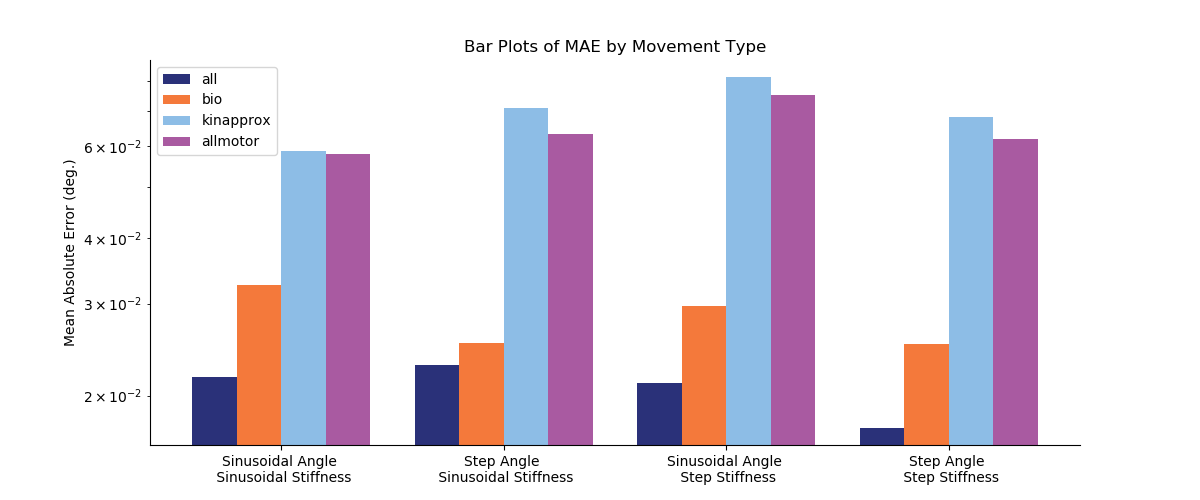 Bar Plots of MAE by Movement Type
all
bio
kinapprox
allmotor
Mean Absolute Error (deg.)
6 × 10⁻²
4 × 10⁻²
3 × 10⁻²
2 × 10⁻²
Sinusoidal Angle
Sinusoidal Stiffness
Step Angle
Sinusoidal Stiffness
Sinusoidal Angle
Step Stiffness
Step Angle
Step Stiffness